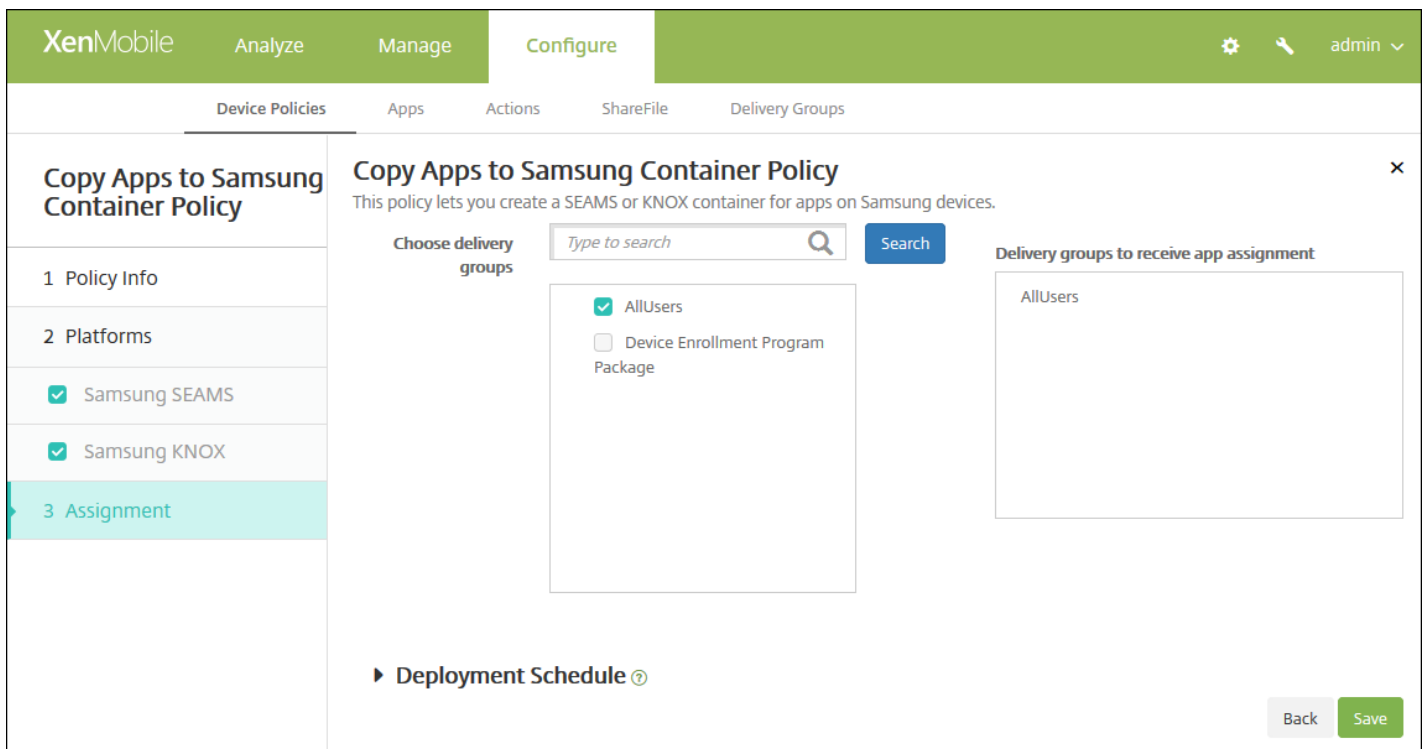 XenMobile Analyze Manage Configure admin
Device Policies Apps Actions ShareFile Delivery Groups
Copy Apps to Samsung
Container Policy
1 Policy Info
2 Platforms
Samsung SEAMS
Samsung KNOX
3 Assignment
Copy Apps to Samsung Container Policy
This policy lets you create a SEAMS or KNOX container for apps on Samsung devices.
Choose delivery
groups
Type to search
Search
AllUsers
Device Enrollment Program
Package
Delivery groups to receive app assignment
AllUsers
Deployment Schedule ?
Back Save